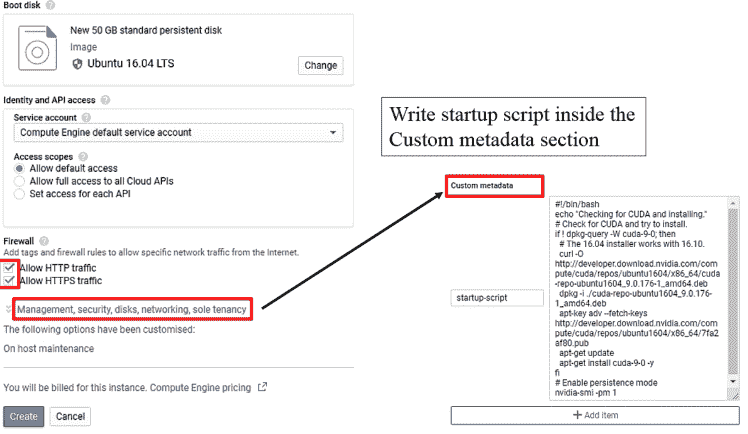 Boot disk
New 50 GB standard persistent disk
Image
Ubuntu 16.04 LTS
Change
Identity and API access
Service account
Compute Engine default service account
Access scopes
Allow default access
Allow full access to all Cloud APIs
Set access for each API
Firewall
Add tags and firewall rules to allow specific network traffic from the Internet.
Allow HTTP traffic
Allow HTTPS traffic
Management, security, disks, networking, sole tenancy
The following options have been customised:
On host maintenance
You will be billed for this instance. Compute Engine pricing
Create
Cancel
Write startup script inside the
Custom metadata section
Custom metadata
startup-script
#!/bin/bash
echo "Checking for CUDA and installing."
# Check for CUDA and try to install.
if ! dpkg-query -W cuda-9-0; then
# The 16.04 installer works with 16.10.
curl -O
http://developer.download.nvidia.com/com
pute/cuda/repos/ubuntu1604/x86_64/cuda
-repo-ubuntu1604_9.0.176-1_amd64.deb
dpkg -i ./cuda-repo-ubuntu1604_9.0.176-
1_amd64.deb
apt-key adv --fetch-keys
http://developer.download.nvidia.com/com
pute/cuda/repos/ubuntu1604/x86_64/7fa2
af80.pub
apt-get update
apt-get install cuda-9-0 -y
fi
# Enable persistence mode
nvidia-smi -pm 1
+ Add item